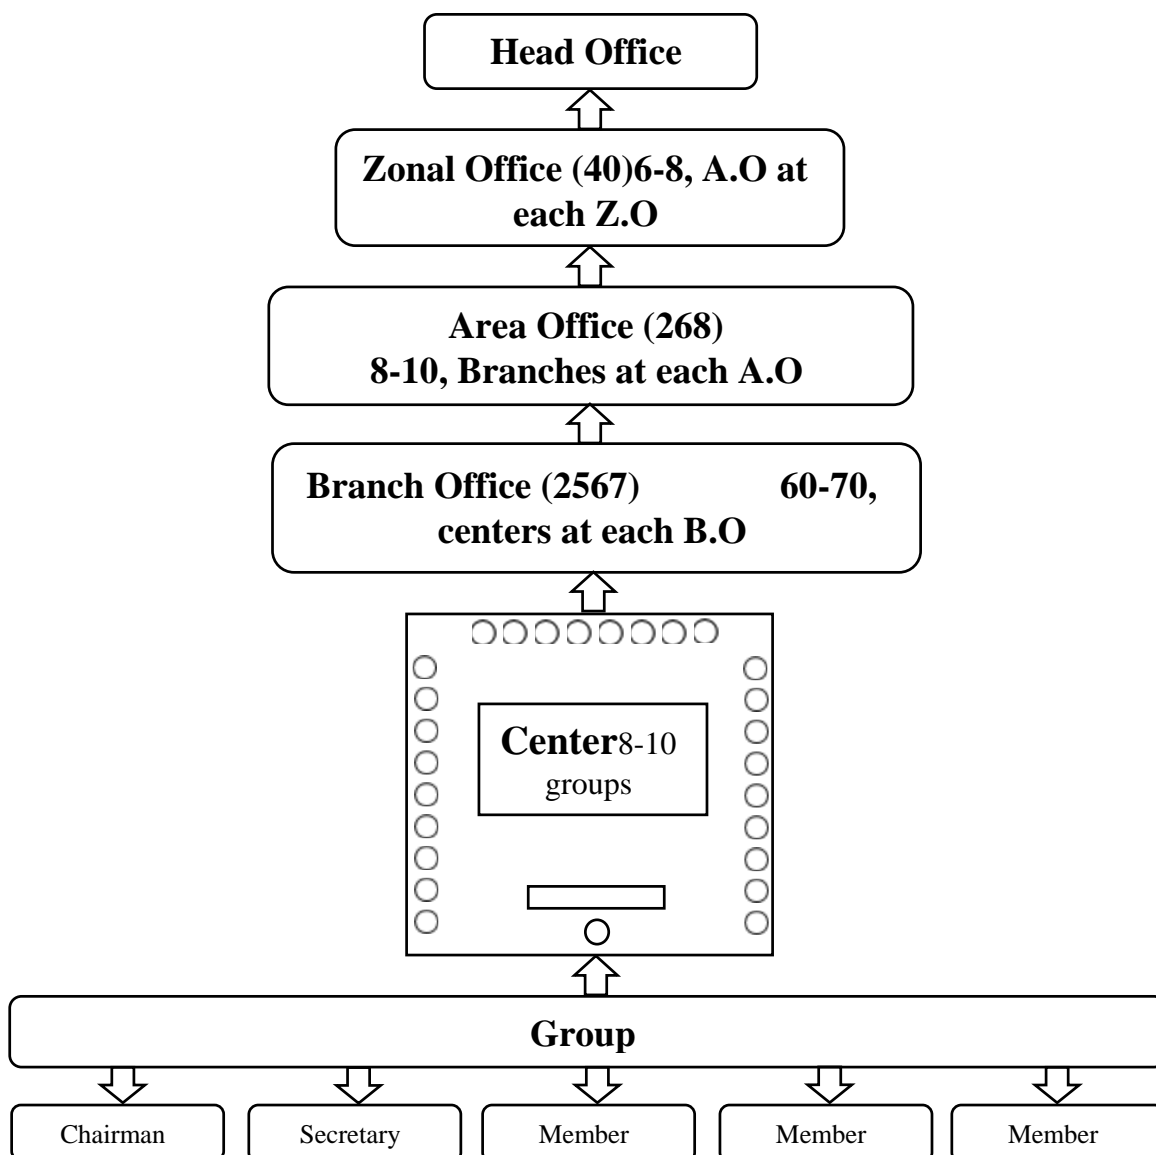 Head Office
Zonal Office (40)6-8, A.O at
each Z.O
Area Office (268)
8-10, Branches at each A.O
Branch Office (2567) 60-70,
centers at each B.O
Center8-10
groups
Group
Chairman Secretary Member Member Member